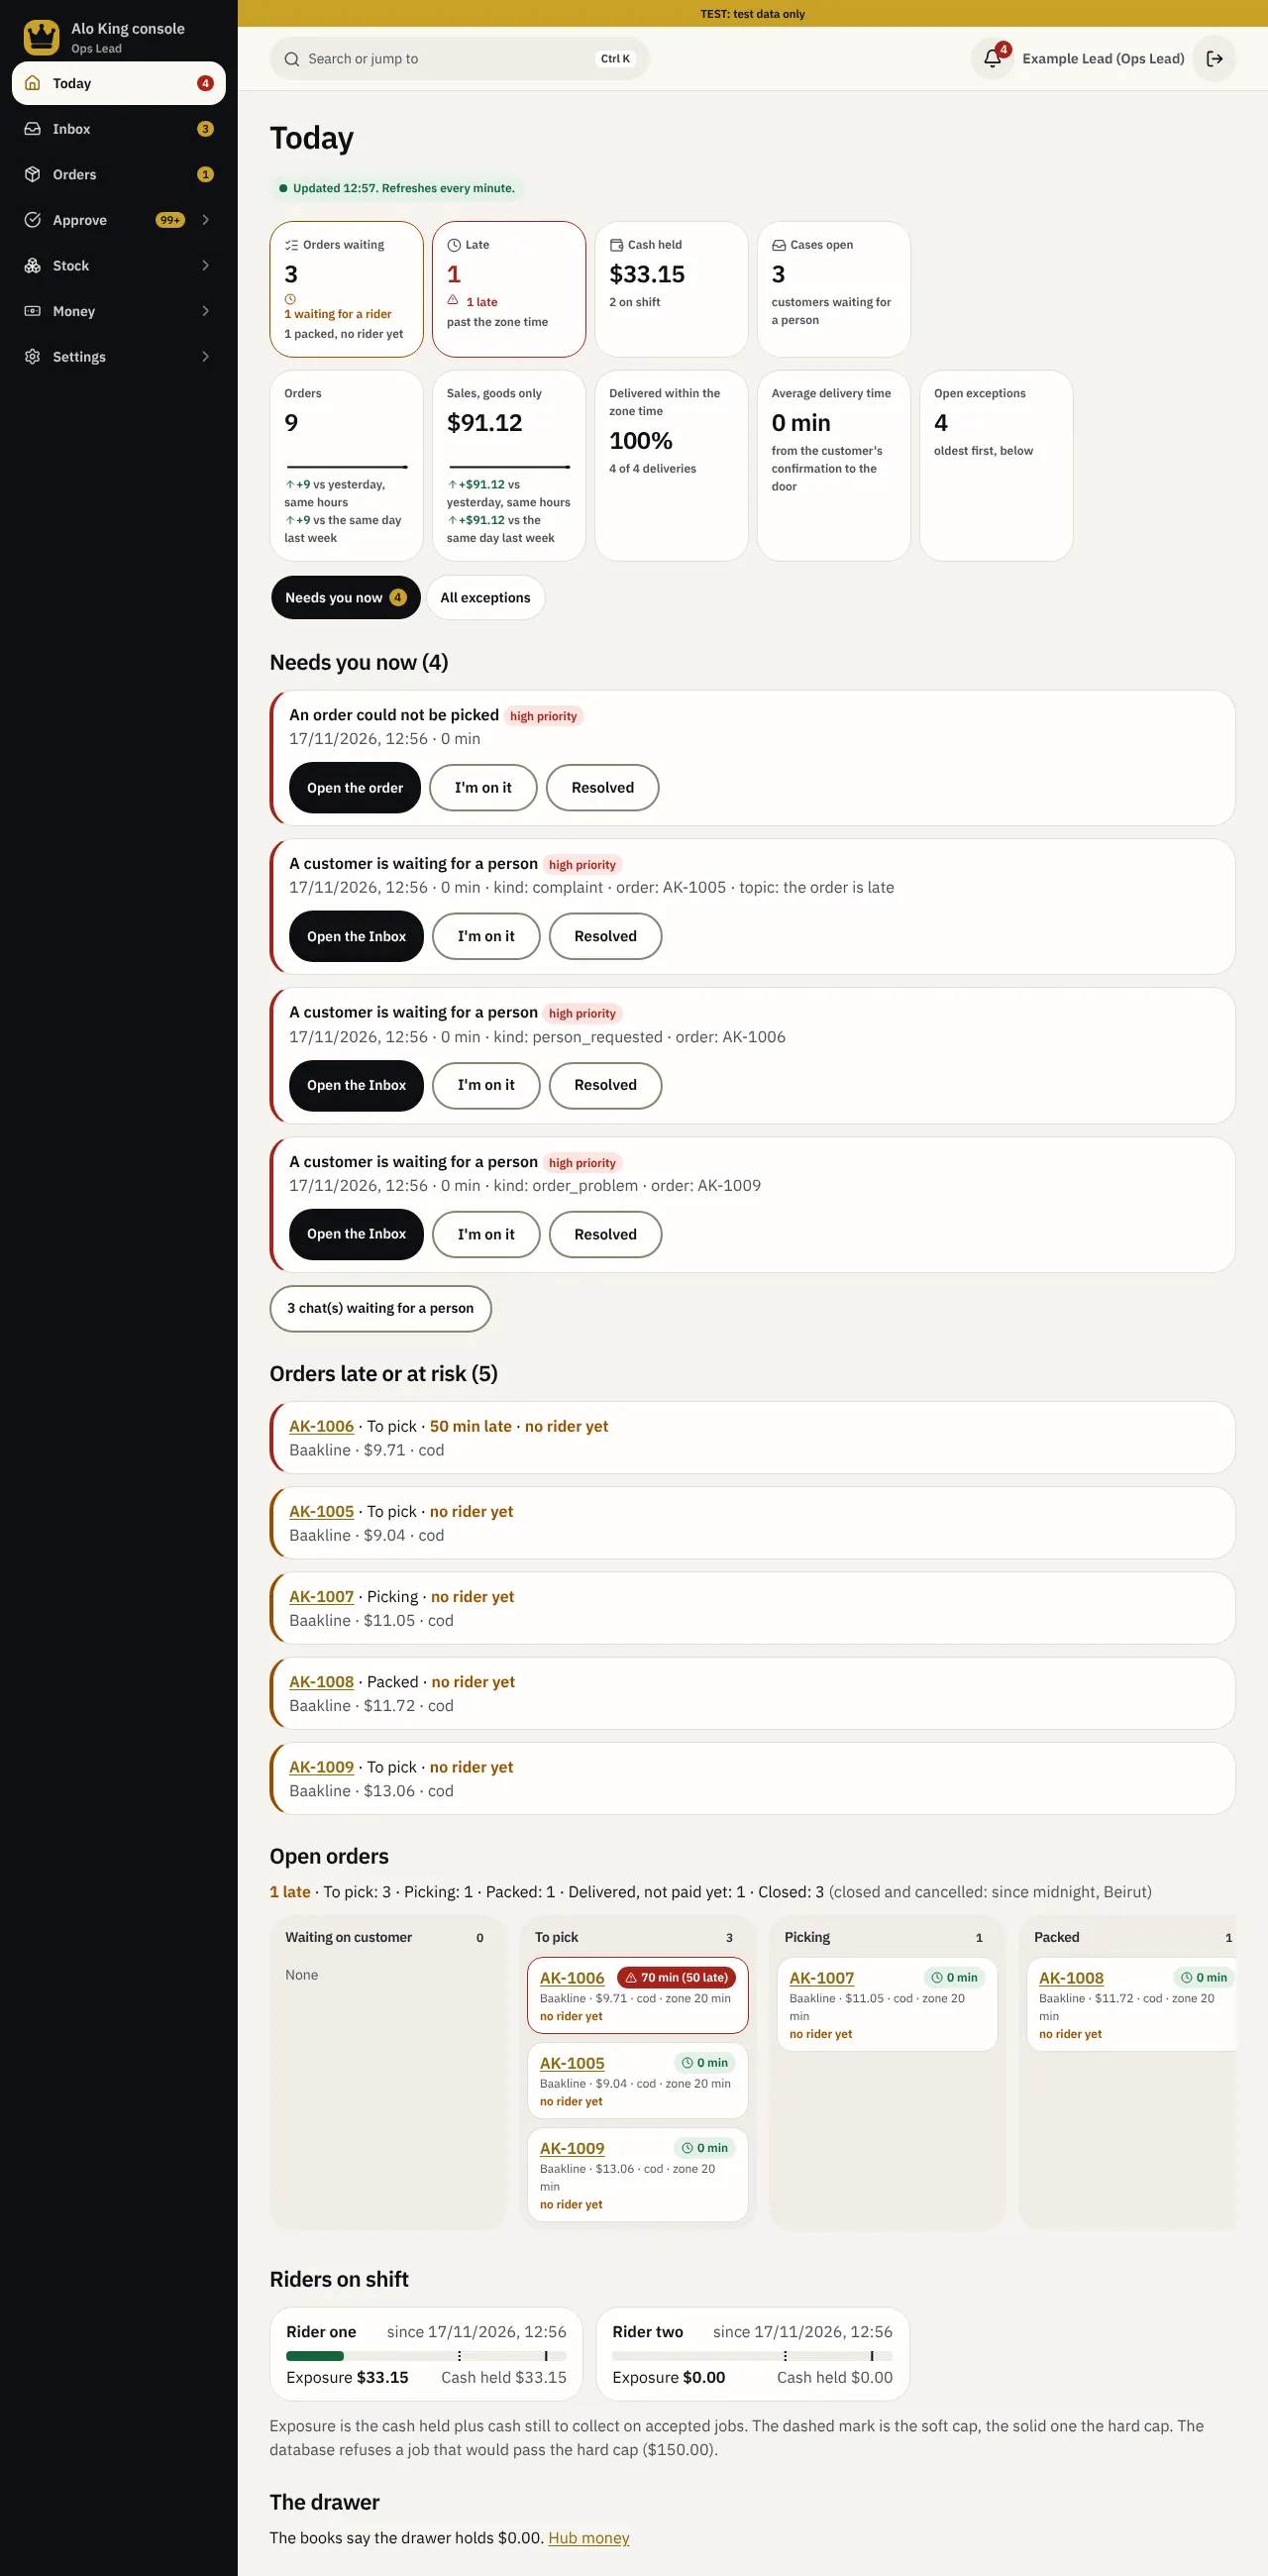 TEST: test data only
Alo King console
Ops Lead
Search or jump to
Ctrl K
4
Example Lead (Ops Lead)
Today
4
Inbox
3
Orders
1
Approve
99+
Stock
Money
Settings
Today
Updated 12:57. Refreshes every minute.
Orders waiting
3
1 waiting for a rider
1 packed, no rider yet
Late
1
1 late
past the zone time
Cash held
$33.15
2 on shift
Cases open
3
customers waiting for
a person
Orders
9
+9 vs yesterday,
same hours
+9 vs the same day
last week
Sales, goods only
$91.12
+$91.12 vs
yesterday, same hours
+$91.12 vs the
same day last week
Delivered within the
zone time
100%
4 of 4 deliveries
Average delivery time
0 min
from the customer's
confirmation to the
door
Open exceptions
4
oldest first, below
Needs you now 4
All exceptions
Needs you now (4)
An order could not be picked high priority
17/11/2026, 12:56 · 0 min
Open the order
I'm on it
Resolved
A customer is waiting for a person high priority
17/11/2026, 12:56 · 0 min · kind: complaint · order: AK-1005 · topic: the order is late
Open the Inbox
I'm on it
Resolved
A customer is waiting for a person high priority
17/11/2026, 12:56 · 0 min · kind: person_requested · order: AK-1006
Open the Inbox
I'm on it
Resolved
A customer is waiting for a person high priority
17/11/2026, 12:56 · 0 min · kind: order_problem · order: AK-1009
Open the Inbox
I'm on it
Resolved
3 chat(s) waiting for a person
Orders late or at risk (5)
AK-1006 · To pick · 50 min late · no rider yet
Baakline · $9.71 · cod
AK-1005 · To pick · no rider yet
Baakline · $9.04 · cod
AK-1007 · Picking · no rider yet
Baakline · $11.05 · cod
AK-1008 · Packed · no rider yet
Baakline · $11.72 · cod
AK-1009 · To pick · no rider yet
Baakline · $13.06 · cod
Open orders
1 late · To pick: 3 · Picking: 1 · Packed: 1 · Delivered, not paid yet: 1 · Closed: 3 (closed and cancelled: since midnight, Beirut)
Waiting on customer 0
None
To pick 3
AK-1006 70 min (50 late)
Baakline · $9.71 · cod · zone 20 min
no rider yet
AK-1005 0 min
Baakline · $9.04 · cod · zone 20 min
no rider yet
AK-1009 0 min
Baakline · $13.06 · cod · zone 20
min
no rider yet
Picking 1
AK-1007 0 min
Baakline · $11.05 · cod · zone 20
min
no rider yet
Packed 1
AK-1008 0 min
Baakline · $11.72 · cod · zone 20
min
no rider yet
Riders on shift
Rider one since 17/11/2026, 12:56
Exposure $33.15 Cash held $33.15
Rider two since 17/11/2026, 12:56
Exposure $0.00 Cash held $0.00
Exposure is the cash held plus cash still to collect on accepted jobs. The dashed mark is the soft cap, the solid one the hard cap. The
database refuses a job that would pass the hard cap ($150.00).
The drawer
The books say the drawer holds $0.00. Hub money